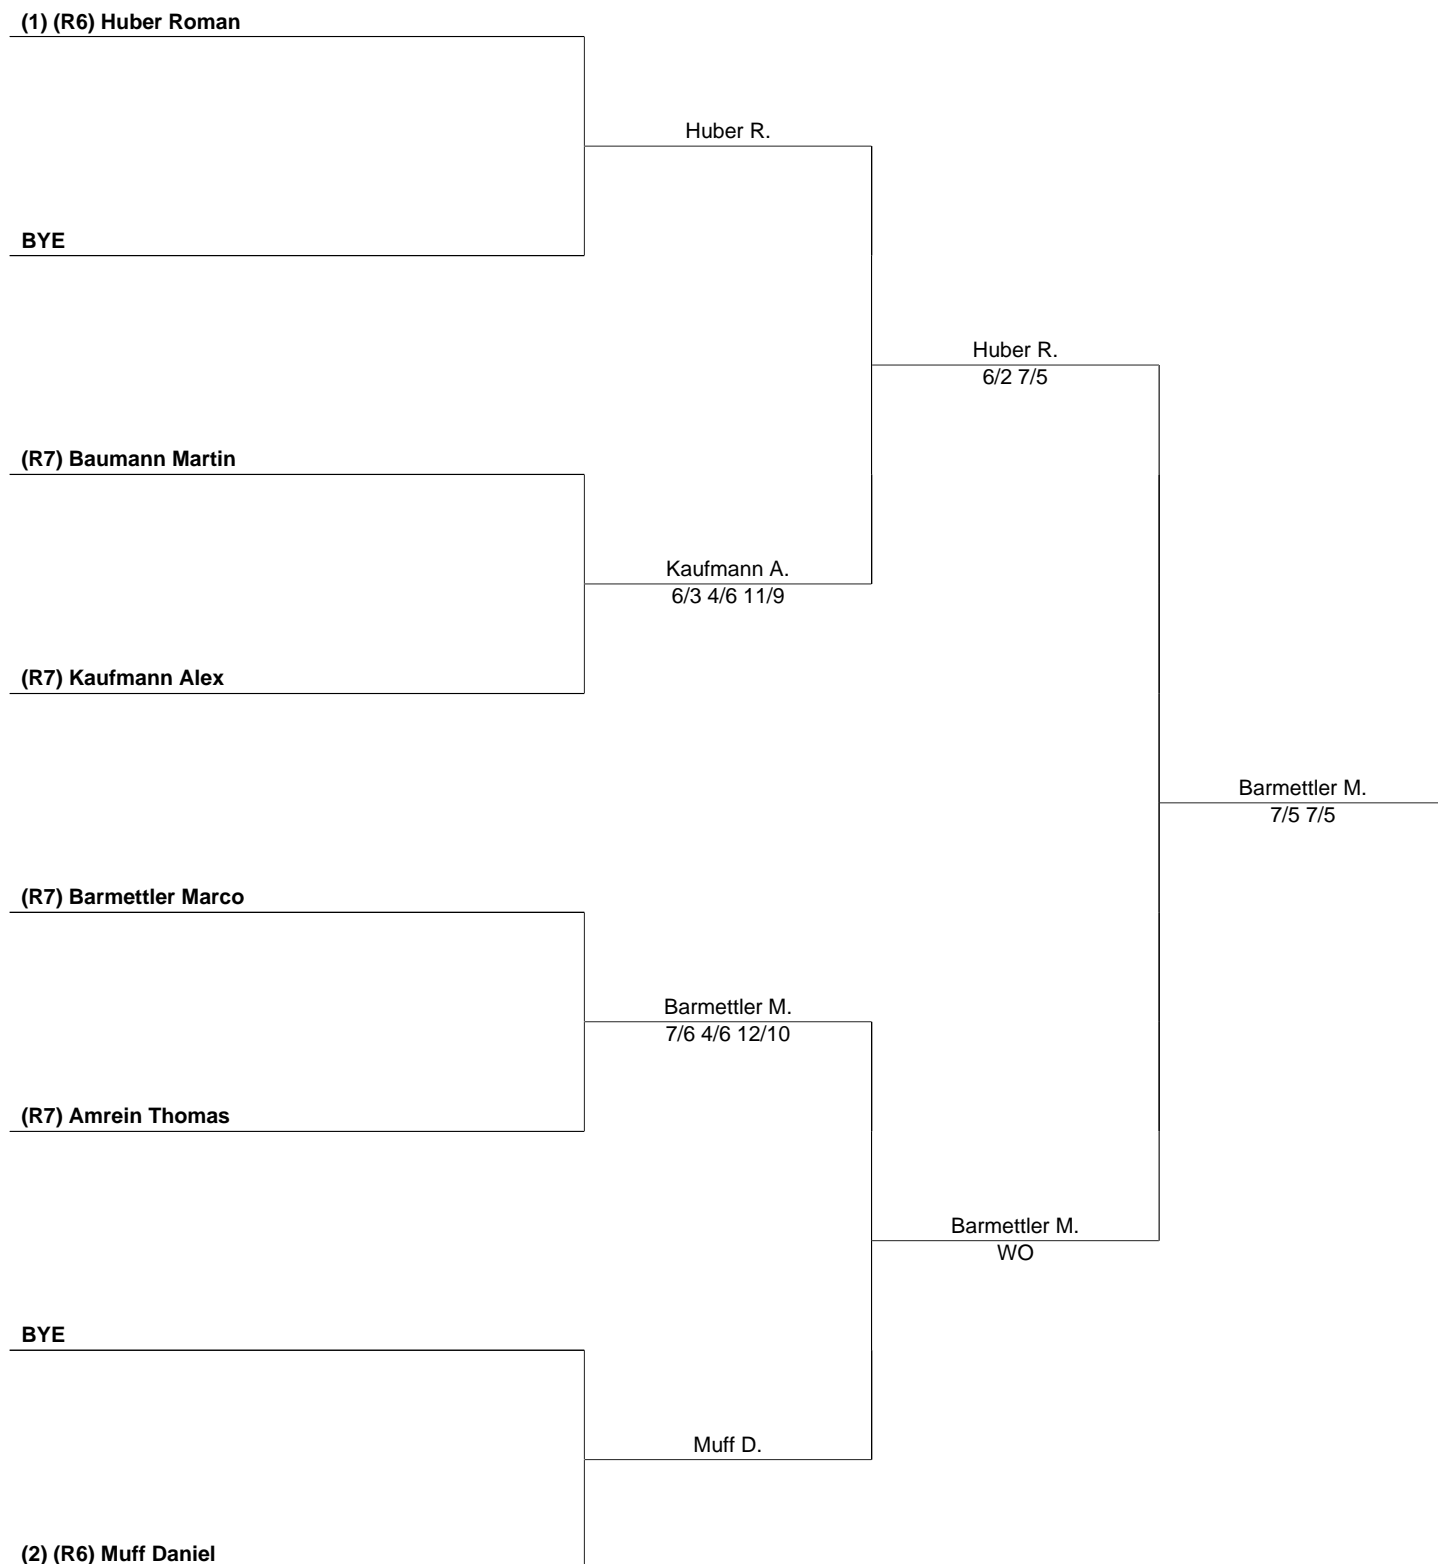 (1) (R6) Huber Roman
Huber R.
BYE
Huber R.
6/2 7/5
(R7) Baumann Martin
Kaufmann A.
6/3 4/6 11/9
(R7) Kaufmann Alex
Barmettler M.
7/5 7/5
(R7) Barmettler Marco
Barmettler M.
7/6 4/6 12/10
(R7) Amrein Thomas
Barmettler M.
WO
BYE
Muff D.
(2) (R6) Muff Daniel